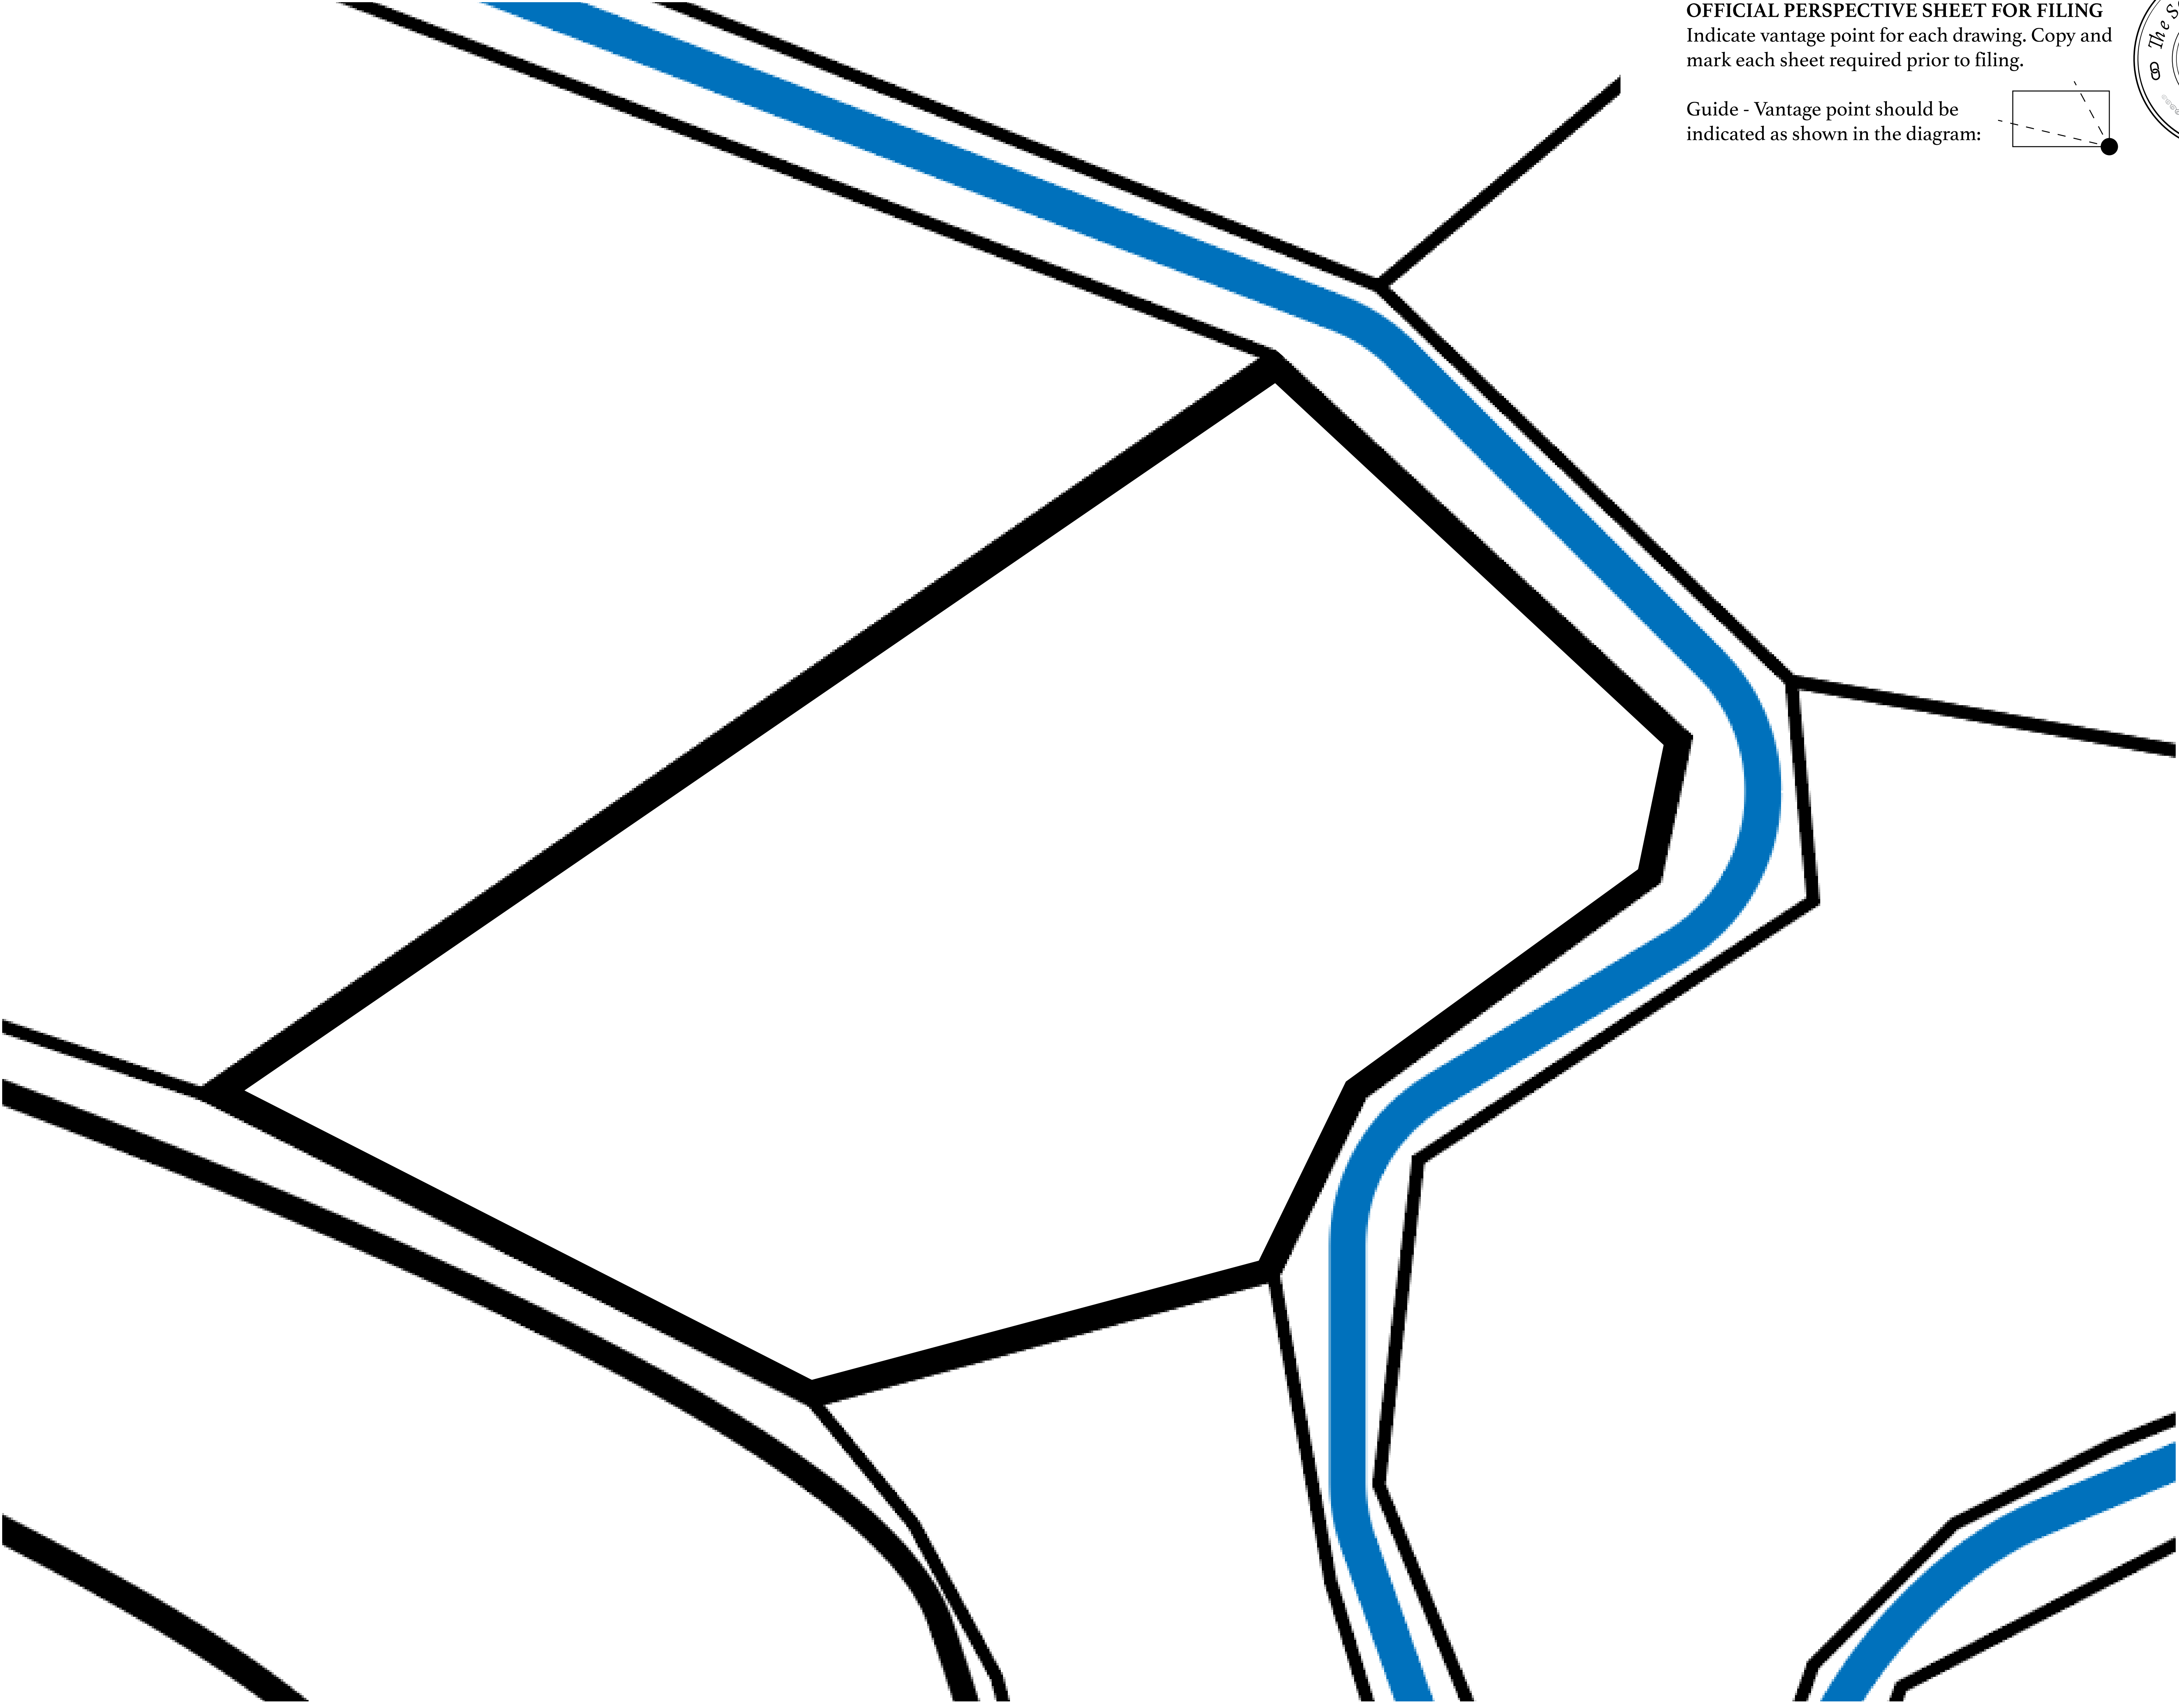 OFFICIAL PERSPECTIVE SHEET FOR FILING
Indicate vantage point for each drawing. Copy and
mark each sheet required prior to filing.
Guide - Vantage point should be
indicated as shown in the diagram:
The